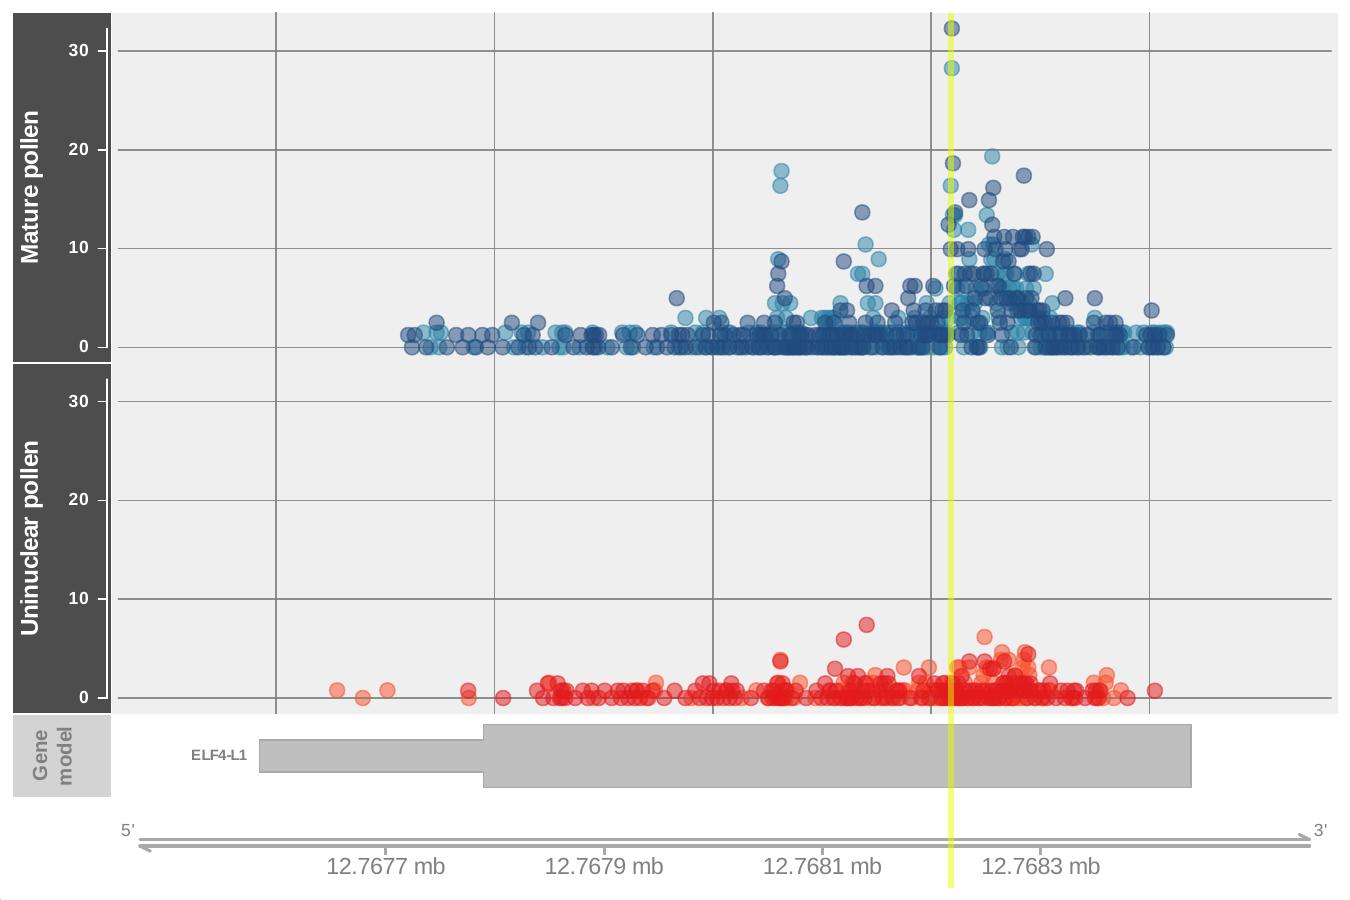 Mature pollen
30
20
10
0
Uninuclear pollen
30
20
10
0
Gene
model
ELF4-L1
5'
3'
12.7677 mb
12.7679 mb
12.7681 mb
12.7683 mb